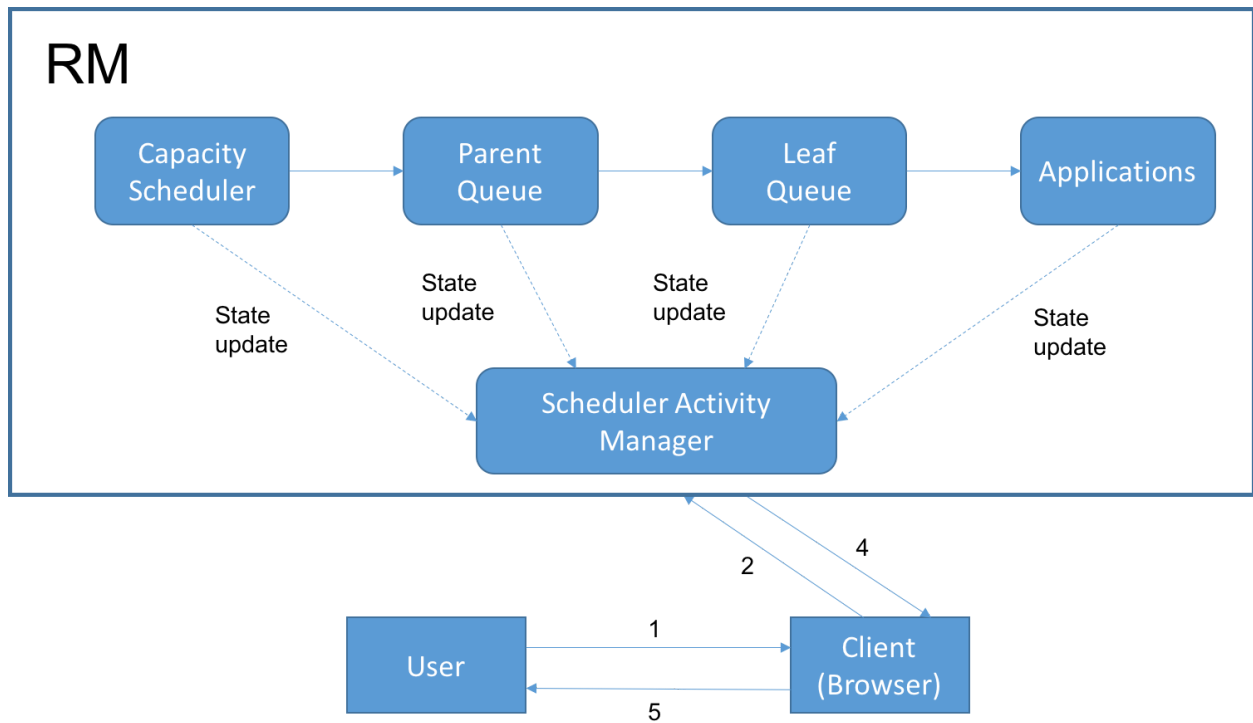 RM
Capacity
Scheduler
Parent
Queue
Leaf
Queue
Applications
State
update
State
update
State
update
State
update
Scheduler Activity
Manager
2
4
User
1
5
Client
(Browser)